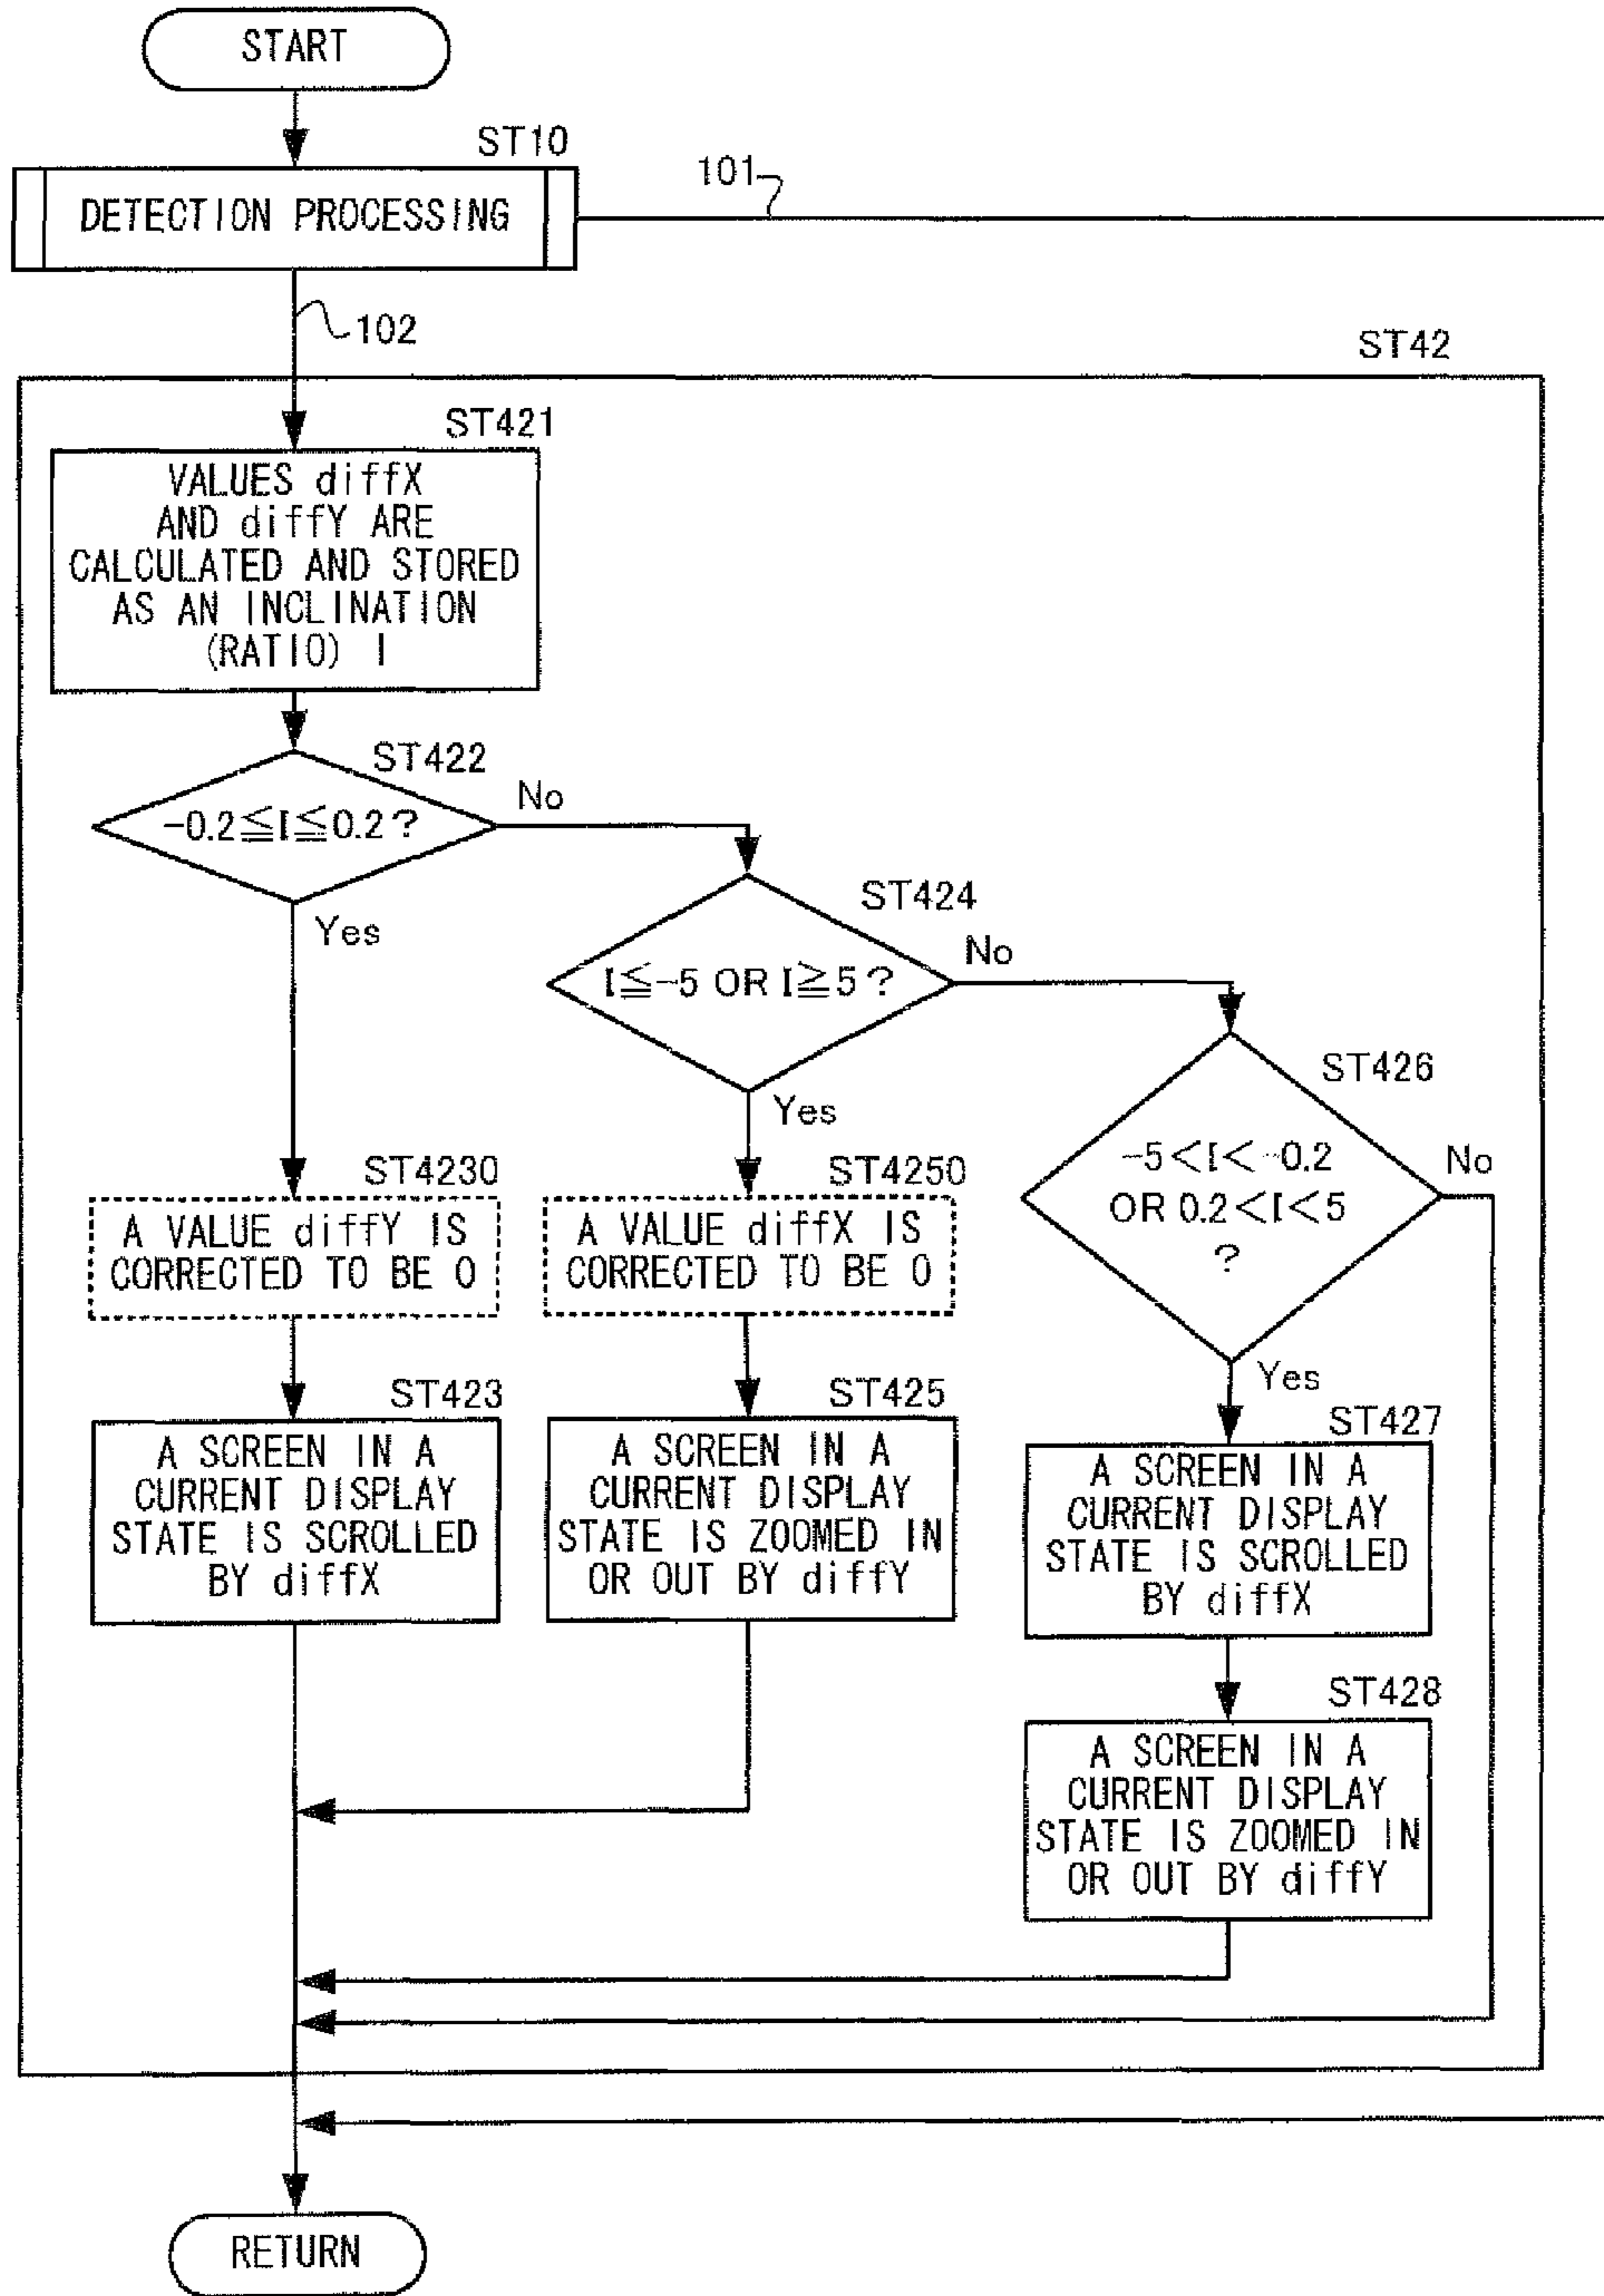 START
ST10
DETECTION PROCESSING
101
102
ST42
ST421
VALUES diffX
AND diffY ARE
CALCULATED AND STORED
AS AN INCLINATION
(RATIO) I
ST422
-0.2≦I≦0.2?
No
Yes
ST424
I≦-5 OR I≧5?
No
Yes
ST426
-5<I<-0.2
OR 0.2<I<5
?
No
Yes
ST4230
A VALUE diffY IS
CORRECTED TO BE 0
ST4250
A VALUE diffX IS
CORRECTED TO BE 0
ST423
A SCREEN IN A
CURRENT DISPLAY
STATE IS SCROLLED
BY diffX
ST425
A SCREEN IN A
CURRENT DISPLAY
STATE IS ZOOMED IN
OR OUT BY diffY
ST427
A SCREEN IN A
CURRENT DISPLAY
STATE IS SCROLLED
BY diffX
ST428
A SCREEN IN A
CURRENT DISPLAY
STATE IS ZOOMED IN
OR OUT BY diffY
RETURN